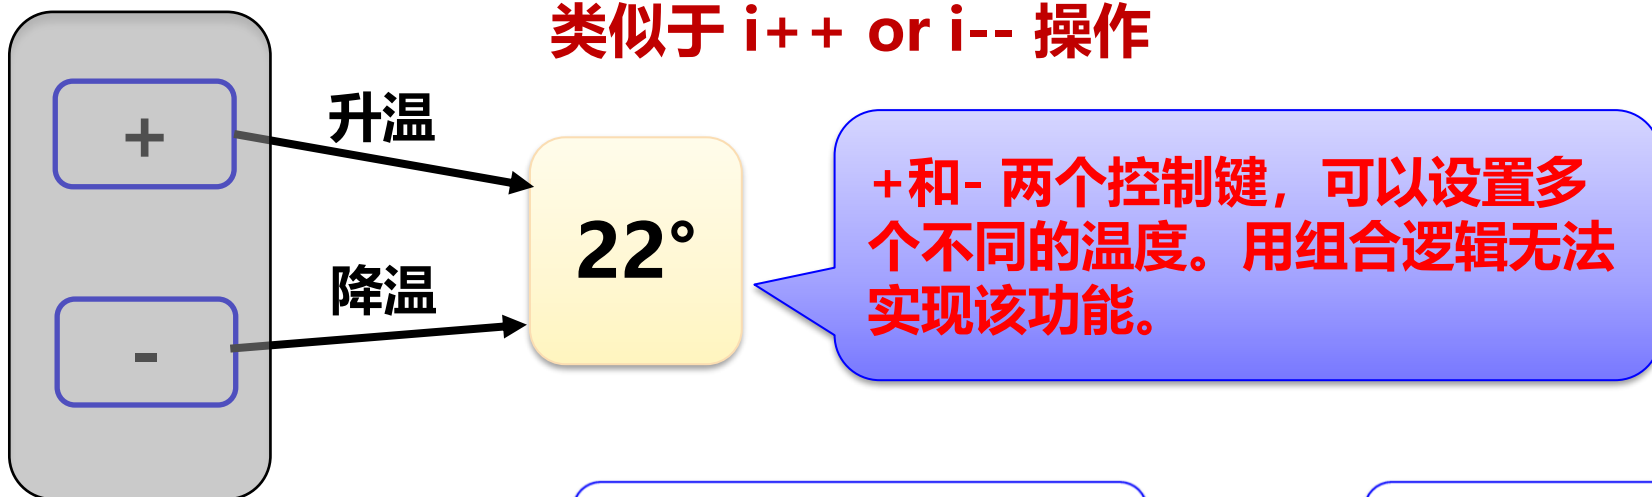 类似于 i++ or i-- 操作
+
升温
22°
+和- 两个控制键，可以设置多
个不同的温度。用组合逻辑无法
实现该功能。
降温
-